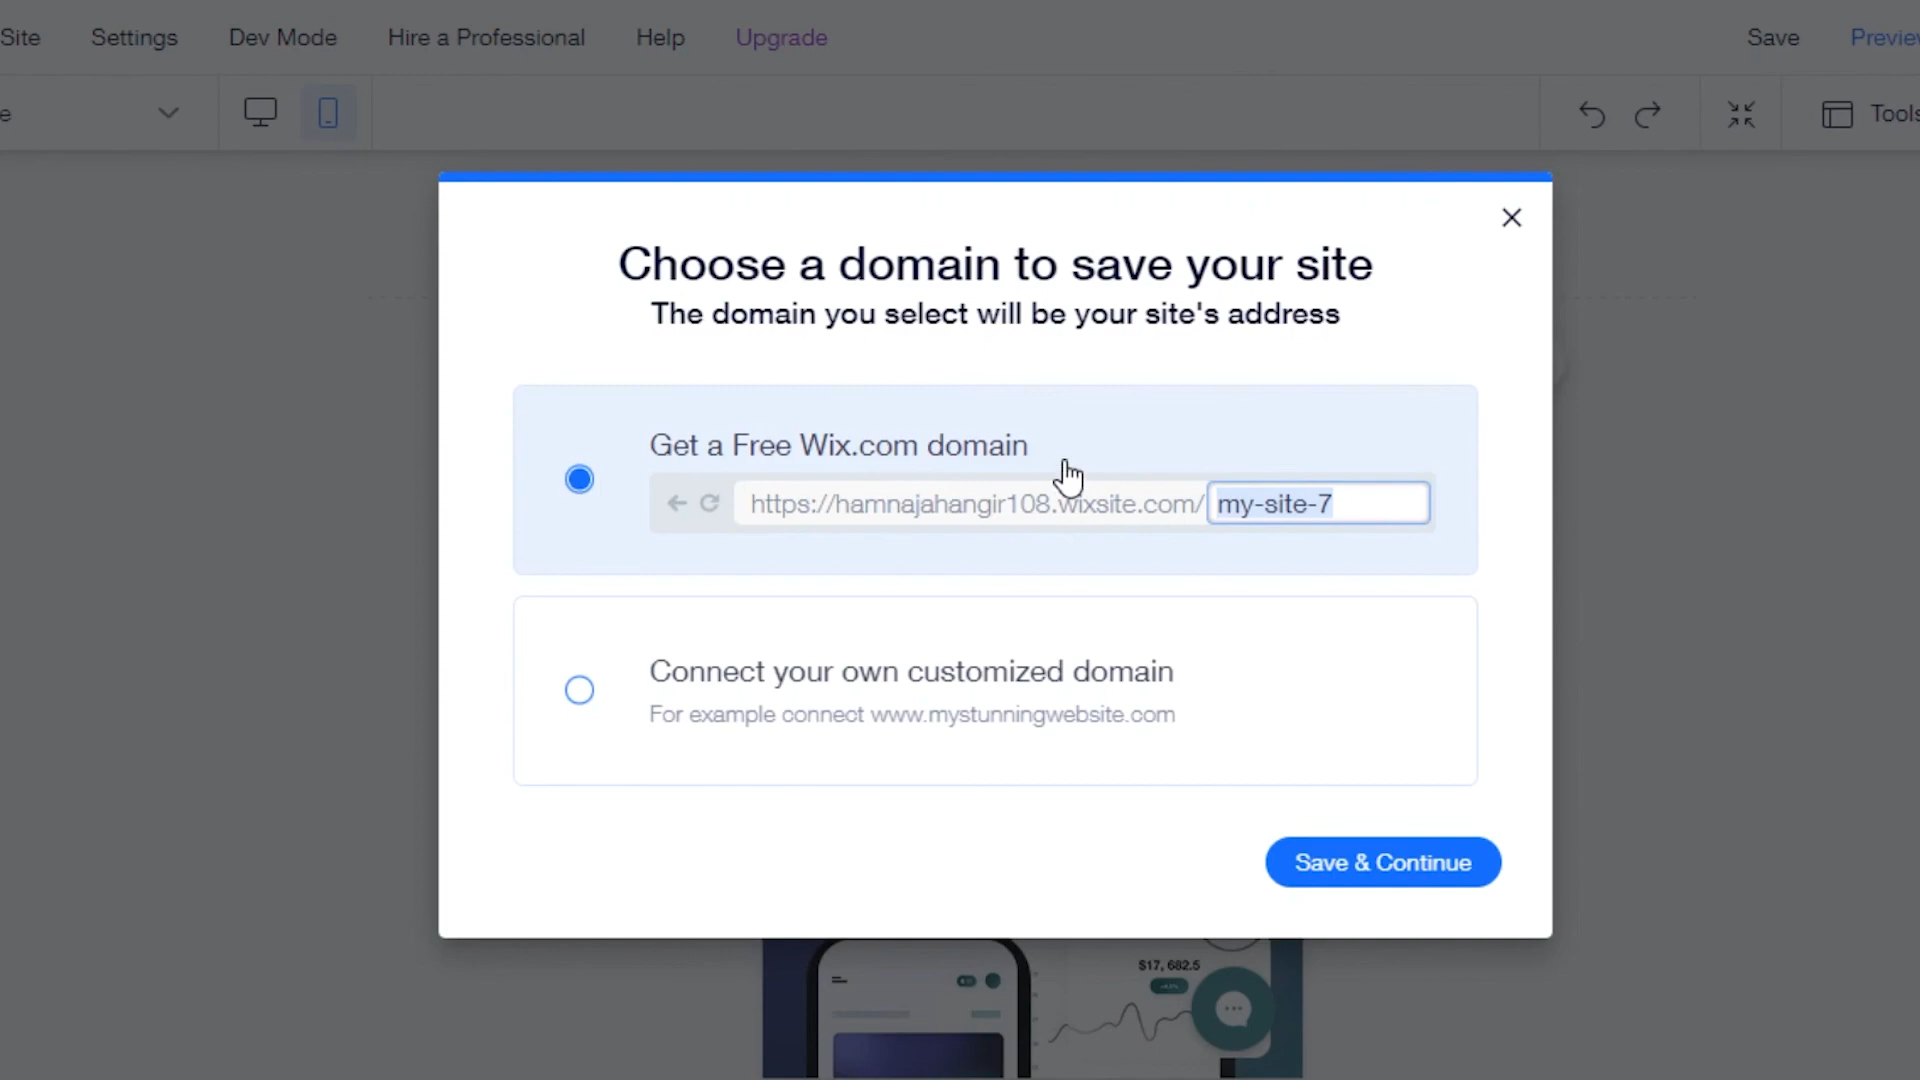 Site Settings Dev Mode Hire a Professional Help Upgrade Save Preview
e Tools
Choose a domain to save your site
The domain you select will be your site's address
Get a Free Wix.com domain
https://hamnajahangir108.wixsite.com/ my-site-7
Connect your own customized domain
For example connect www.mystunningwebsite.com
Save & Continue
$17, 682.5